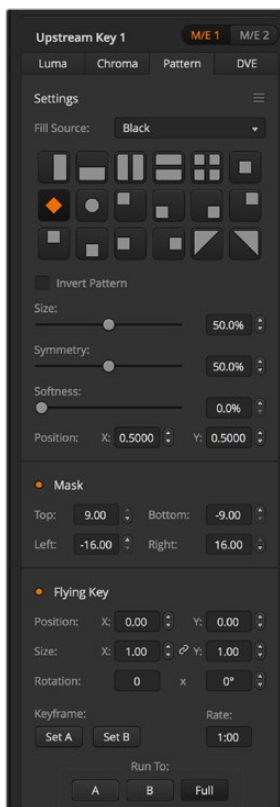 Upstream Key 1 M/E 1 M/E 2
Luma Chroma Pattern DVE
Settings
Fill Source: Black
Invert Pattern
Size:
50.0%
Symmetry:
50.0%
Softness:
0.0%
Position: X: 0.5000 Y: 0.5000
Mask
Top: 9.00 Bottom: -9.00
Left: -16.00 Right: 16.00
Flying Key
Position: X: 0.00 Y: 0.00
Size: X: 1.00 Y: 1.00
Rotation: 0 x 0°
Keyframe: Rate:
Set A Set B 1:00
Run To:
A B Full